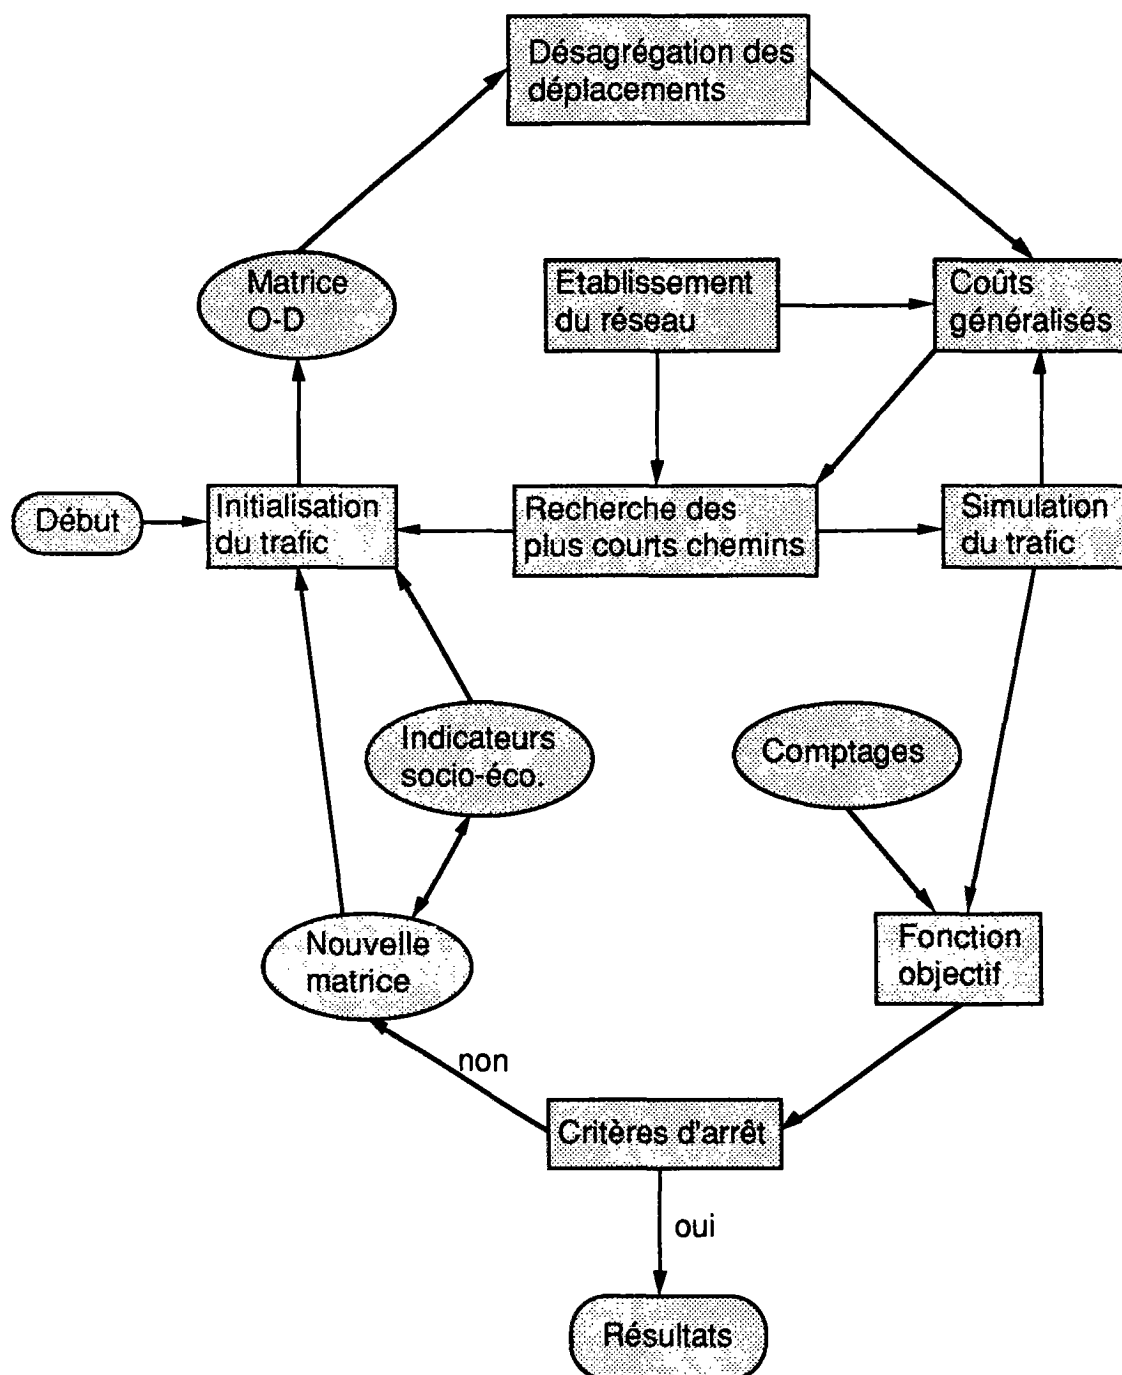 Désagrégation des
déplacements
Matrice
O-D
Etablissement
du réseau
Coûts
généralisés
Début
Initialisation
du trafic
Recherche des
plus courts chemins
Simulation
du trafic
Indicateurs
socio-éco.
Comptages
Nouvelle
matrice
Fonction
objectif
non
Critères d'arrêt
oui
Résultats